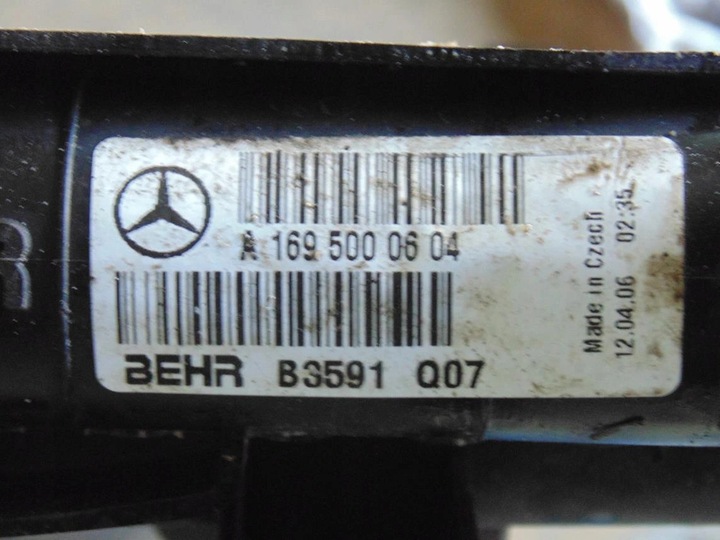 A 169 500 06 04
BEHR B3591 Q07
Made in Czech
12.04.06 02:35
R